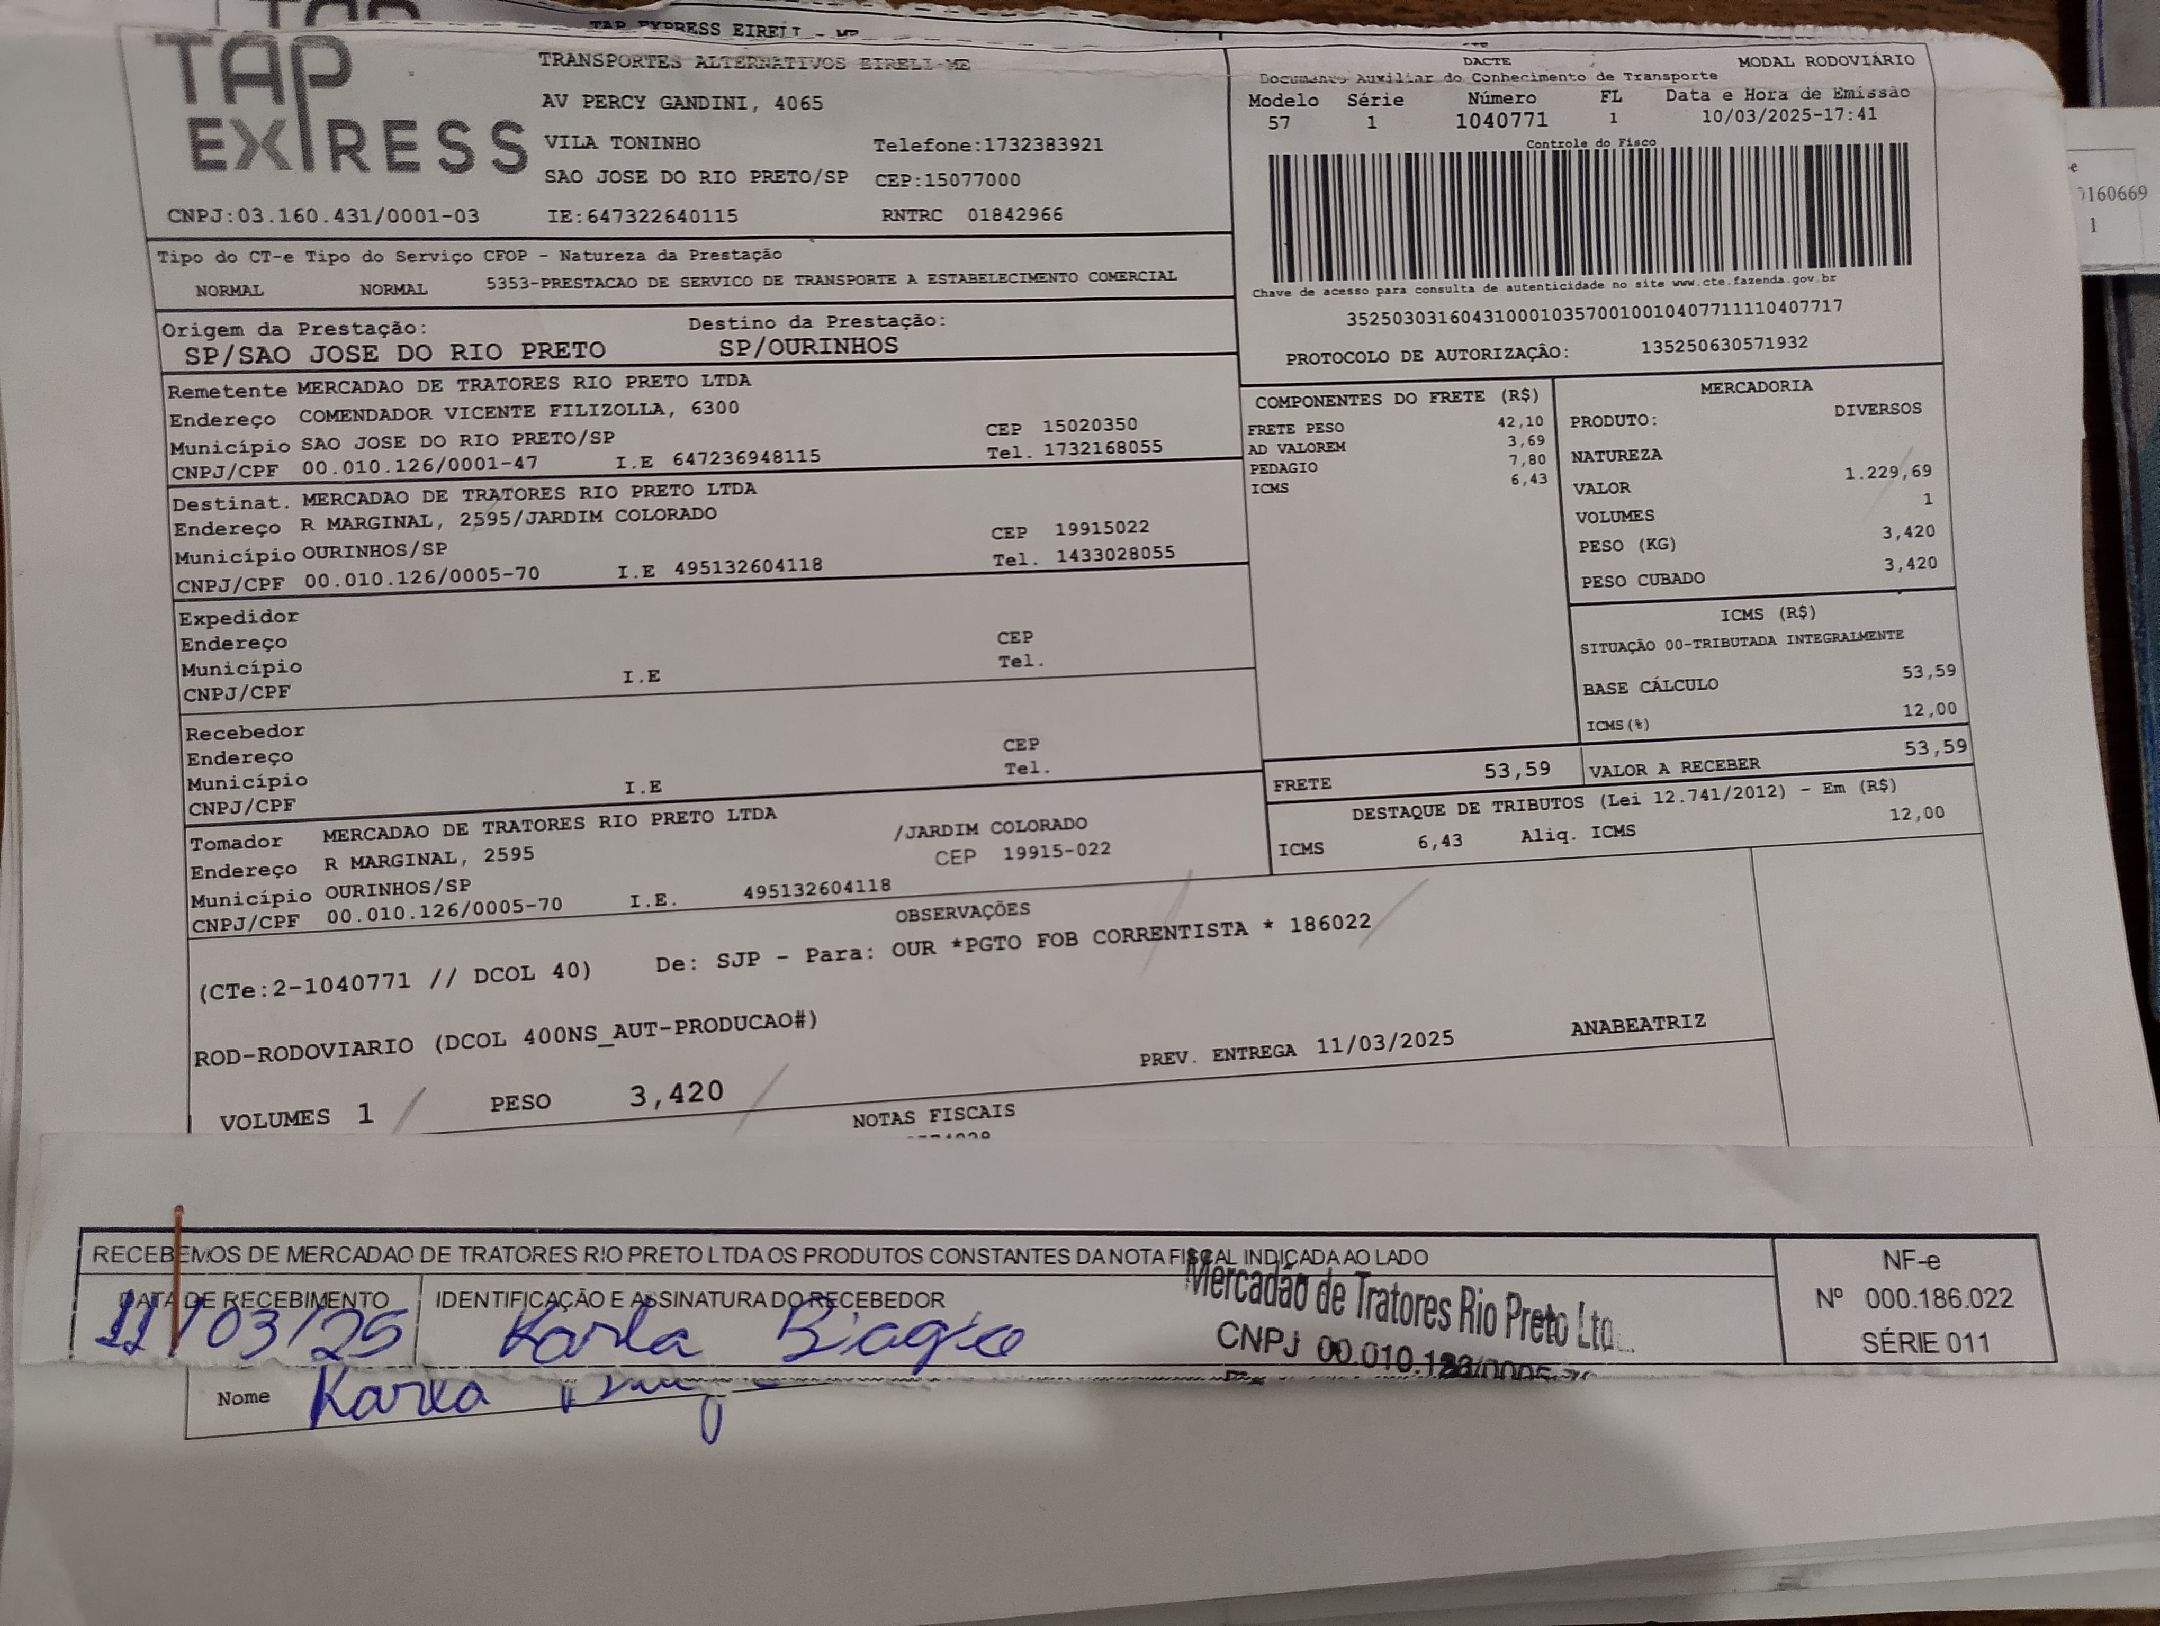 TAP
TAP EXPRESS EIRELI - ME
TAP EXPRESS
TRANSPORTES ALTERNATIVOS EIRELI-ME
AV PERCY GANDINI, 4065
VILA TONINHO Telefone:1732383921
SAO JOSE DO RIO PRETO/SP CEP:15077000
CNPJ:03.160.431/0001-03 IE:647322640115 RNTRC 01842966
DACTE MODAL RODOVIÁRIO
Documento Auxiliar do Conhecimento de Transporte
Modelo Série Número FL Data e Hora de Emissão
57 1 1040771 1 10/03/2025-17:41
Controle do Fisco
Chave de acesso para consulta de autenticidade no site www.cte.fazenda.gov.br
35250303160431000103570010010407711110407717
PROTOCOLO DE AUTORIZAÇÃO: 135250630571932
Tipo do CT-e Tipo do Serviço CFOP - Natureza da Prestação
NORMAL NORMAL 5353-PRESTACAO DE SERVICO DE TRANSPORTE A ESTABELECIMENTO COMERCIAL
Origem da Prestação: Destino da Prestação:
SP/SAO JOSE DO RIO PRETO SP/OURINHOS
Remetente MERCADAO DE TRATORES RIO PRETO LTDA
Endereço COMENDADOR VICENTE FILIZOLLA, 6300
Município SAO JOSE DO RIO PRETO/SP CEP 15020350
CNPJ/CPF 00.010.126/0001-47 I.E 647236948115 Tel. 1732168055
Destinat. MERCADAO DE TRATORES RIO PRETO LTDA
Endereço R MARGINAL, 2595/JARDIM COLORADO
Município OURINHOS/SP CEP 19915022
CNPJ/CPF 00.010.126/0005-70 I.E 495132604118 Tel. 1433028055
Expedidor
Endereço CEP
Município Tel.
CNPJ/CPF I.E
Recebedor
Endereço CEP
Município Tel.
CNPJ/CPF I.E
Tomador MERCADAO DE TRATORES RIO PRETO LTDA
Endereço R MARGINAL, 2595 /JARDIM COLORADO
Município OURINHOS/SP CEP 19915-022
CNPJ/CPF 00.010.126/0005-70 I.E. 495132604118
COMPONENTES DO FRETE (R$)
FRETE PESO 42,10
AD VALOREM 3,69
PEDAGIO 7,80
ICMS 6,43
MERCADORIA
PRODUTO: DIVERSOS
NATUREZA
VALOR 1.229,69
VOLUMES 1
PESO (KG) 3,420
PESO CUBADO 3,420
ICMS (R$)
SITUAÇÃO 00-TRIBUTADA INTEGRALMENTE
BASE CÁLCULO 53,59
ICMS(%) 12,00
FRETE 53,59 VALOR A RECEBER 53,59
DESTAQUE DE TRIBUTOS (Lei 12.741/2012) - Em (R$)
ICMS 6,43 Aliq. ICMS 12,00
OBSERVAÇÕES
(CTe:2-1040771 // DCOL 40) De: SJP - Para: OUR *PGTO FOB CORRENTISTA * 186022
ROD-RODOVIARIO (DCOL 400NS_AUT-PRODUCAO#)
PREV. ENTREGA 11/03/2025 ANABEATRIZ
VOLUMES 1 PESO 3,420
NOTAS FISCAIS
RECEBEMOS DE MERCADAO DE TRATORES RIO PRETO LTDA OS PRODUTOS CONSTANTES DA NOTA FISCAL INDICADA AO LADO
DATA DE RECEBIMENTO IDENTIFICAÇÃO E ASSINATURA DO RECEBEDOR
11/03/25 Karla Biagio
Mercadão de Tratores Rio Preto Ltda
CNPJ 00.010.126/0005-70
NF-e
Nº 000.186.022
SÉRIE 011
Nome Karla
0160669
1